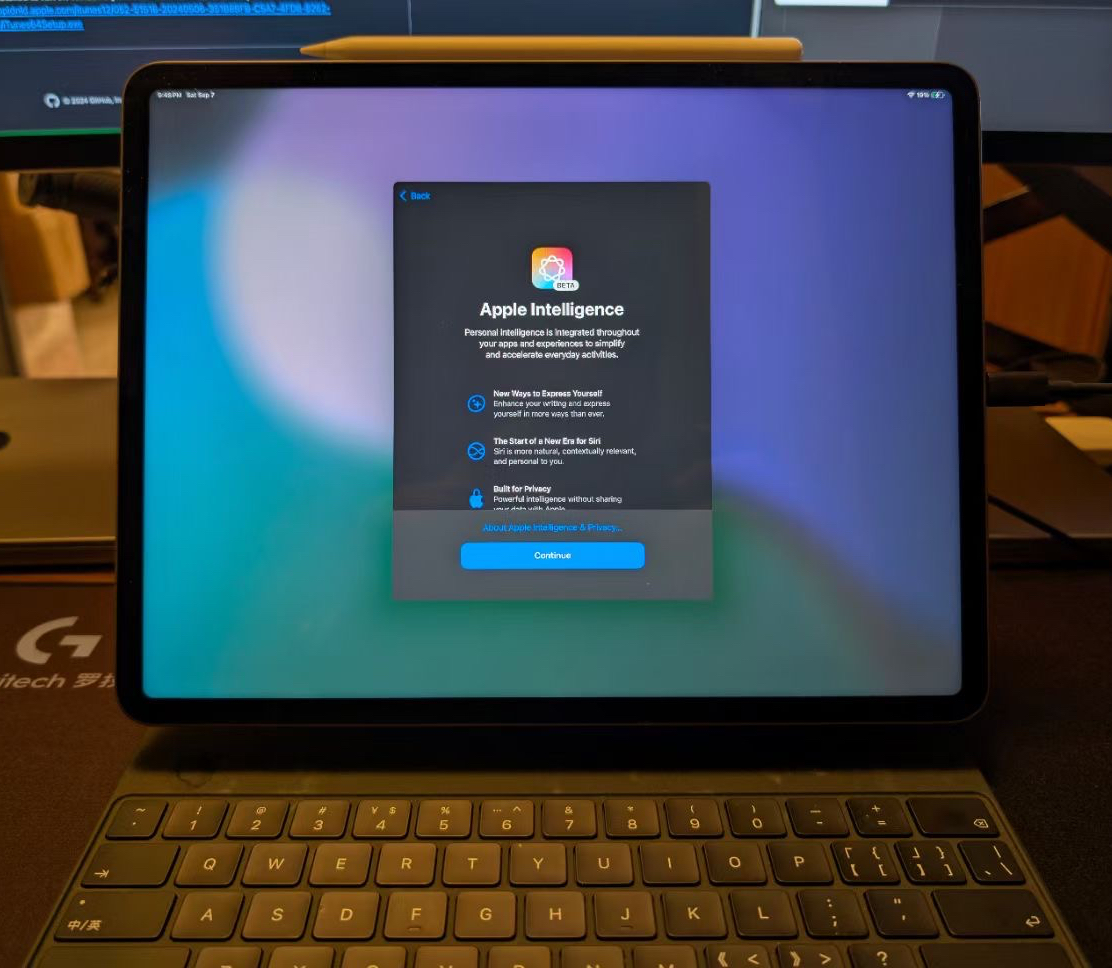 /iTunes64Setup.exe
© 2024 GitHub, In
9:48 PM Sat Sep 7
19%
Back
BETA
Apple Intelligence
Personal intelligence is integrated throughout
your apps and experiences to simplify
and accelerate everyday activities.
New Ways to Express Yourself
Enhance your writing and express
yourself in more ways than ever.
The Start of a New Era for Siri
Siri is more natural, contextually relevant,
and personal to you.
Built for Privacy
Powerful intelligence without sharing
your data with Apple
About Apple Intelligence & Privacy...
Continue
itech 罗技
~ ! @ # ¥ $ % … ^ & * ( ) — +
· 1 2 3 4 5 6 7 8 9 0 - =
Q W E R T Y U I O P 「 { 」 } |
[ [ ] ] 、 \
中/英 A S D F G H J K L : ; " '
《 < 》 > ?